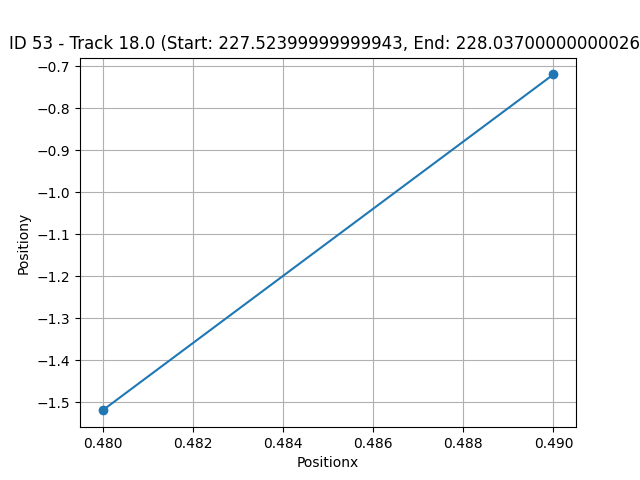 ID 53 - Track 18.0 (Start: 227.52399999999943, End: 228.03700000000026
−0.7
−0.8
−0.9
−1.0
−1.1
−1.2
−1.3
−1.4
−1.5
Positiony
0.480 0.482 0.484 0.486 0.488 0.490
Positionx